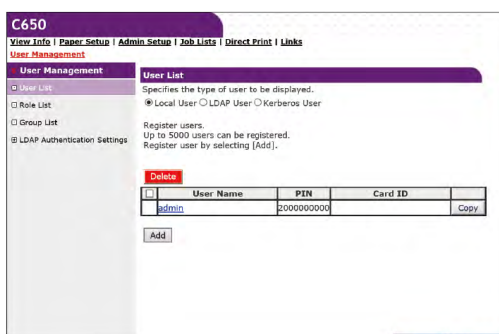 C650
View Info | Paper Setup | Admin Setup | Job Lists | Direct Print | Links
User Management
User Management
User List
User List
Specifies the type of user to be displayed.
Local User LDAP User Kerberos User
Role List
Group List
Register users.
Up to 5000 users can be registered.
LDAP Authentication Settings
Register user by selecting [Add].
Delete
User Name PIN Card ID
admin 2000000000 Copy
Add